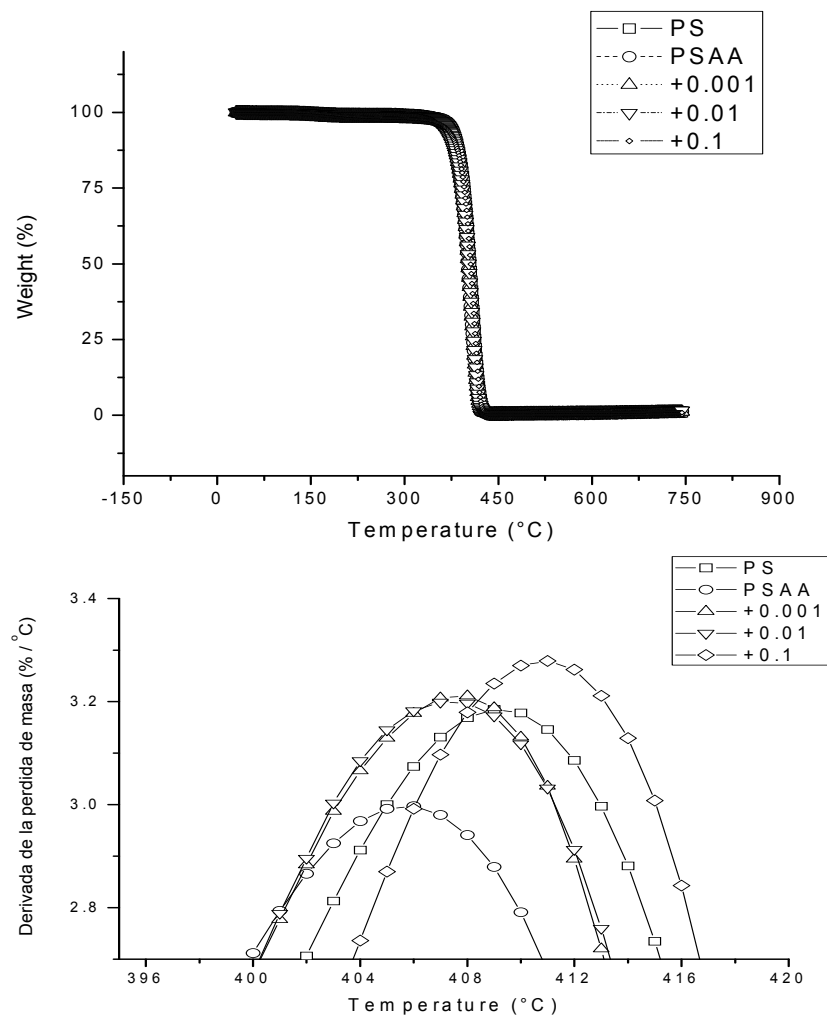 PS
PSAA
+0.001
+0.01
+0.1
100
75
50
25
0
Weight (%)
-150 0 150 300 450 600 750 900
Temperature (°C)
PS
PSAA
+0.001
+0.01
+0.1
3.4
3.2
3.0
2.8
Derivada de la perdida de masa (% / °C)
396 400 404 408 412 416 420
Temperature (°C)